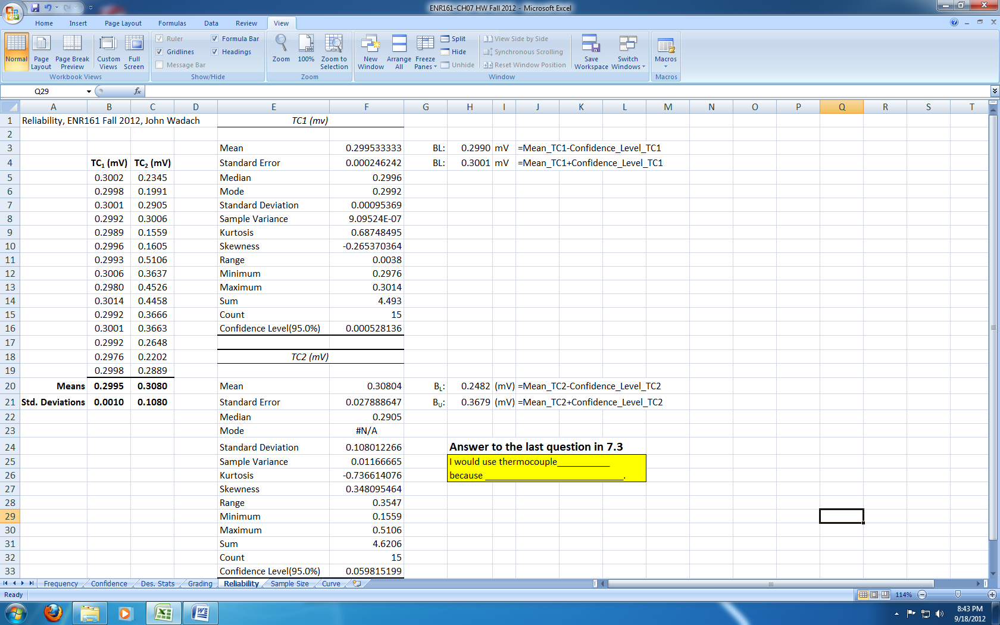 ENR161-CH07 HW Fall 2012 - Microsoft Excel
Home Insert Page Layout Formulas Data Review View
Ruler Formula Bar Split View Side by Side
Gridlines Headings Hide Synchronous Scrolling
Message Bar Unhide Reset Window Position
Normal Page Layout Page Break Preview Custom Views Full Screen Zoom 100% Zoom to Selection New Window Arrange All Freeze Panes Save Workspace Switch Windows Macros
Workbook Views Show/Hide Zoom Window Macros
Q29 fx
A B C D E F G H I J K L M N O P Q R S T
1 Reliability, ENR161 Fall 2012, John Wadach TC1 (mv)
2
3 Mean 0.299533333 BL: 0.2990 mV =Mean_TC1-Confidence_Level_TC1
4 TC1 (mV) TC2 (mV) Standard Error 0.000246242 BL: 0.3001 mV =Mean_TC1+Confidence_Level_TC1
5 0.3002 0.2345 Median 0.2996
6 0.2998 0.1991 Mode 0.2992
7 0.3001 0.2905 Standard Deviation 0.00095369
8 0.2992 0.3006 Sample Variance 9.09524E-07
9 0.2989 0.1559 Kurtosis 0.68748495
10 0.2996 0.1605 Skewness -0.265370364
11 0.2993 0.5106 Range 0.0038
12 0.3006 0.3637 Minimum 0.2976
13 0.2980 0.4526 Maximum 0.3014
14 0.3014 0.4458 Sum 4.493
15 0.2992 0.3666 Count 15
16 0.3001 0.3663 Confidence Level(95.0%) 0.000528136
17 0.2992 0.2648
18 0.2976 0.2202 TC2 (mV)
19 0.2998 0.2889
20 Means 0.2995 0.3080 Mean 0.30804 BL: 0.2482 (mV) =Mean_TC2-Confidence_Level_TC2
21 Std. Deviations 0.0010 0.1080 Standard Error 0.027888647 BU: 0.3679 (mV) =Mean_TC2+Confidence_Level_TC2
22 Median 0.2905
23 Mode #N/A
24 Standard Deviation 0.108012266 Answer to the last question in 7.3
25 Sample Variance 0.01166665 I would use thermocouple__________
26 Kurtosis -0.736614076 because __________________________.
27 Skewness 0.348095464
28 Range 0.3547
29 Minimum 0.1559
30 Maximum 0.5106
31 Sum 4.6206
32 Count 15
33 Confidence Level(95.0%) 0.059815199
Frequency Confidence Des. Stats Grading Reliability Sample Size Curve
Ready 114%
8:43 PM
9/18/2012